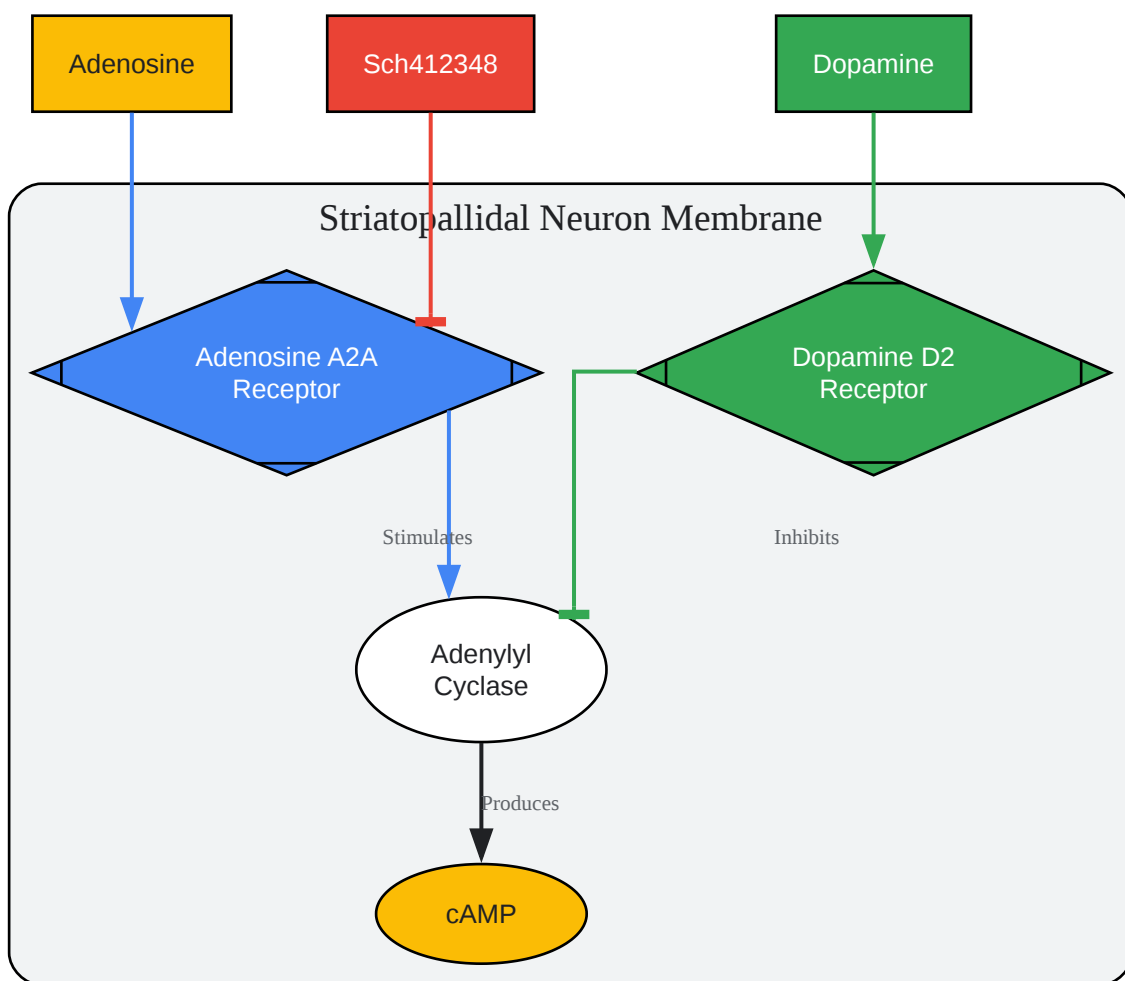 Adenosine
Sch412348
Dopamine
Striatopallidal Neuron Membrane
Adenosine A2A
Receptor
Dopamine D2
Receptor
Stimulates
Inhibits
Adenylyl
Cyclase
Produces
cAMP